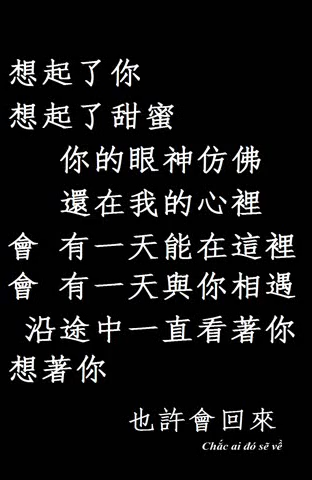 想起了你
想起了甜蜜
你的眼神仿佛
還在我的心裡
會 有一天能在這裡
會 有一天與你相遇
沿途中一直看著你
想著你
也許會回來
Chắc ai đó sẽ về